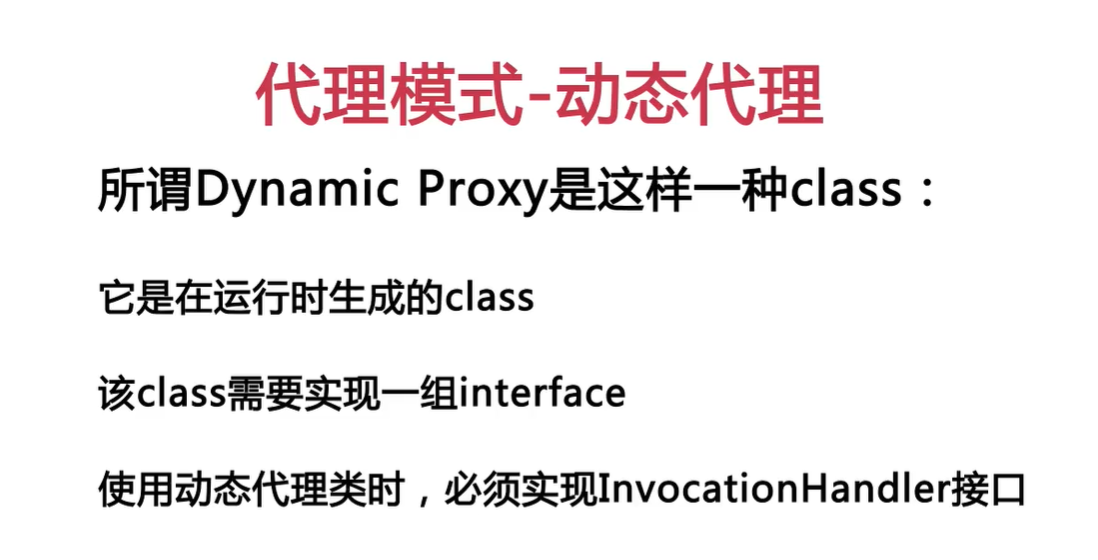 代理模式-动态代理
所谓Dynamic Proxy是这样一种class：
它是在运行时生成的class
该class需要实现一组interface
使用动态代理类时，必须实现InvocationHandler接口